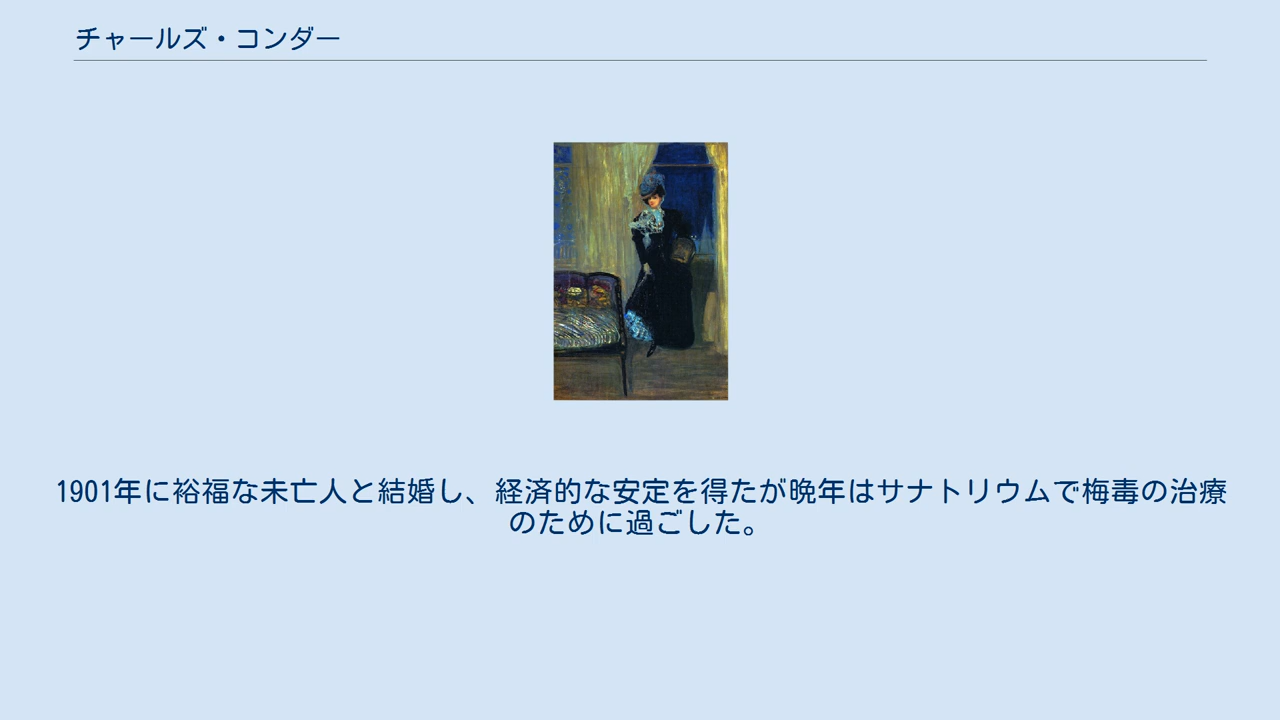 チャールズ・コンダー
1901年に裕福な未亡人と結婚し、経済的な安定を得たが晩年はサナトリウムで梅毒の治療
のために過ごした。